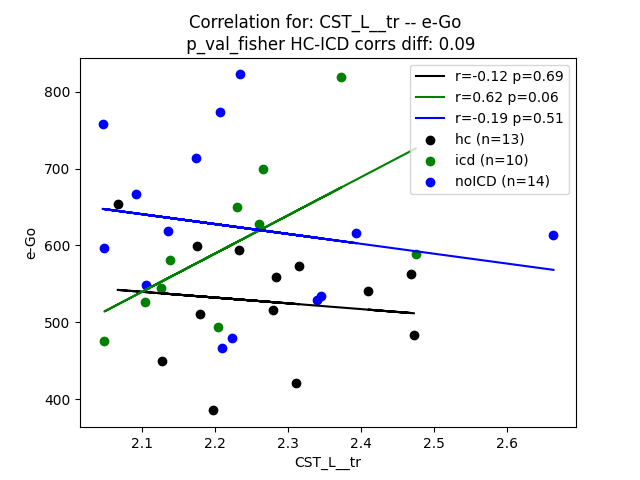 Correlation for: CST_L__tr -- e-Go
p_val_fisher HC-ICD corrs diff: 0.09
r=-0.12 p=0.69
r=0.62 p=0.06
r=-0.19 p=0.51
hc (n=13)
icd (n=10)
noICD (n=14)
800
700
600
500
400
e-Go
2.1 2.2 2.3 2.4 2.5 2.6
CST_L__tr